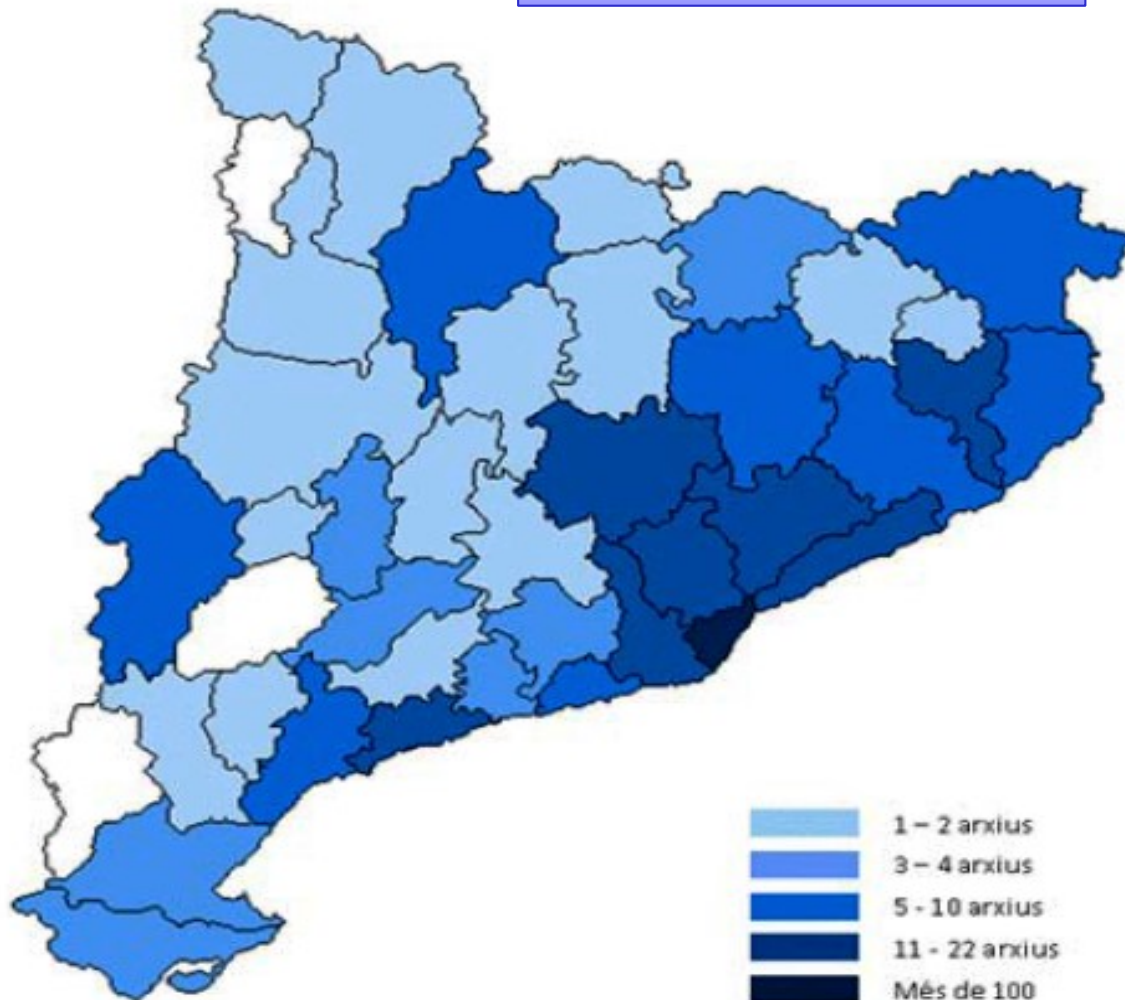 1 – 2 arxius
3 – 4 arxius
5 - 10 arxius
11 - 22 arxius
Més de 100